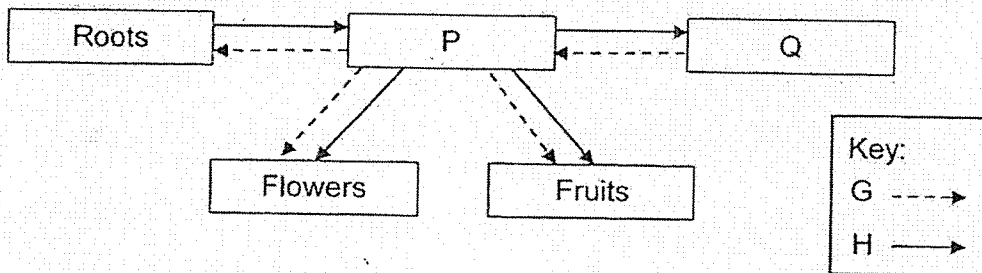 Roots
P
Q
Flowers
Fruits
Key:
G
H